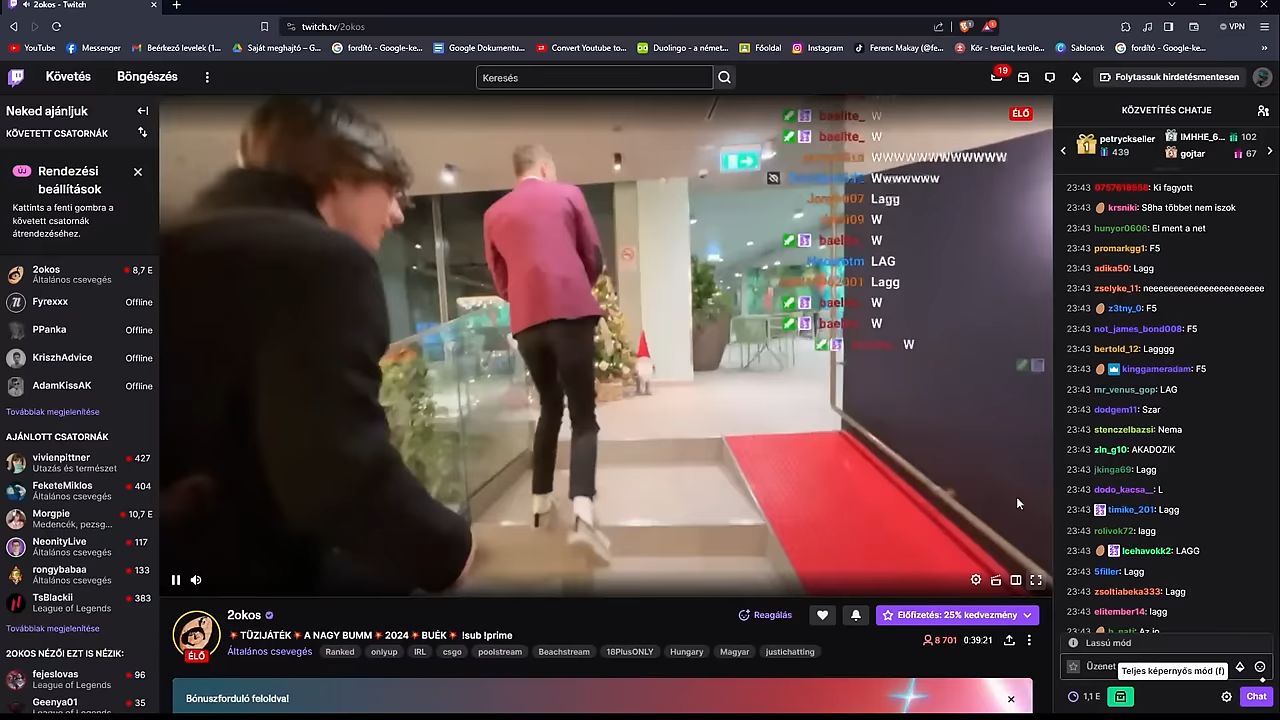 2okos - Twitch
twitch.tv/2okos
VPN
YouTube
Messenger
Beérkező levelek (1...
Saját meghajtó – G...
fordító - Google-ke...
Google Dokumentu...
Convert Youtube to...
Duolingo – a német...
Főoldal
Instagram
Ferenc Makay (@fe...
Kör - terület, kerüle...
Sablonok
fordító - Google-ke...
Követés
Böngészés
Keresés
19
Folytassuk hirdetésmentesen
Neked ajánljuk
KÖVETETT CSATORNÁK
ÚJ
Rendezési
beállítások
Kattints a fenti gombra a
követett csatornák
átrendezéséhez.
2okos
8,7 E
Általános csevegés
Fyrexxx
Offline
PPanka
Offline
KriszhAdvice
Offline
AdamKissAK
Offline
Továbbiak megjelenítése
AJÁNLOTT CSATORNÁK
vivienpittner
427
Utazás és természet
FeketeMiklos
404
Általános csevegés
Morgpie
10,7 E
Medencék, pezsg...
NeonityLive
117
Általános csevegés
rongybabaa
133
Általános csevegés
TsBlackii
383
League of Legends
Továbbiak megjelenítése
2OKOS NÉZŐI EZT IS NÉZIK:
fejeslovas
96
League of Legends
Geenya01
35
League of Legends
ÉLŐ
baelite_ W
baelite_ W
WWWWWWWWWWWWW
Wwwwwww
Lagg
W
W
LAG
Lagg
W
W
W
2okos
Reagálás
Előfizetés: 25% kedvezmény
TŰZIJÁTÉK A NAGY BUMM 2024 BUÉK !sub !prime
8 701
0:39:21
ÉLŐ
Általános csevegés
Ranked
onlyup
IRL
csgo
poolstream
Beachstream
18PlusONLY
Hungary
Magyar
justichatting
Bónuszforduló feloldva!
KÖZVETÍTÉS CHATJE
1
petryckseller
439
IMHHE_6...
102
gojtar
67
23:43 0757618558: Ki fagyott
23:43 krsniki: S8ha többet nem iszok
23:43 hunyor0606: El ment a net
23:43 promarkgg1: F5
23:43 adika50: Lagg
23:43 zselyke_11: neeeeeeeeeeeeeeeeeeeeeee
23:43 z3tny_0: F5
23:43 not_james_bond008: F5
23:43 bertold_12: Lagggg
23:43 kinggameradam: F5
23:43 mr_venus_gop: LAG
23:43 dodgem11: Szar
23:43 stenczelbazsi: Nema
23:43 zln_g10: AKADOZIK
23:43 jkinga69: Lagg
23:43 dodo_kacsa__: L
23:43 timike_201: Lagg
23:43 rolivok72: lagg
23:43 Icehavokk2: LAGG
23:43 5filler: Lagg
23:43 zsoltiabeka333: Lagg
23:43 elitember14: lagg
Lassú mód
Üzenet
Teljes képernyős mód (f)
1,1 E
Chat